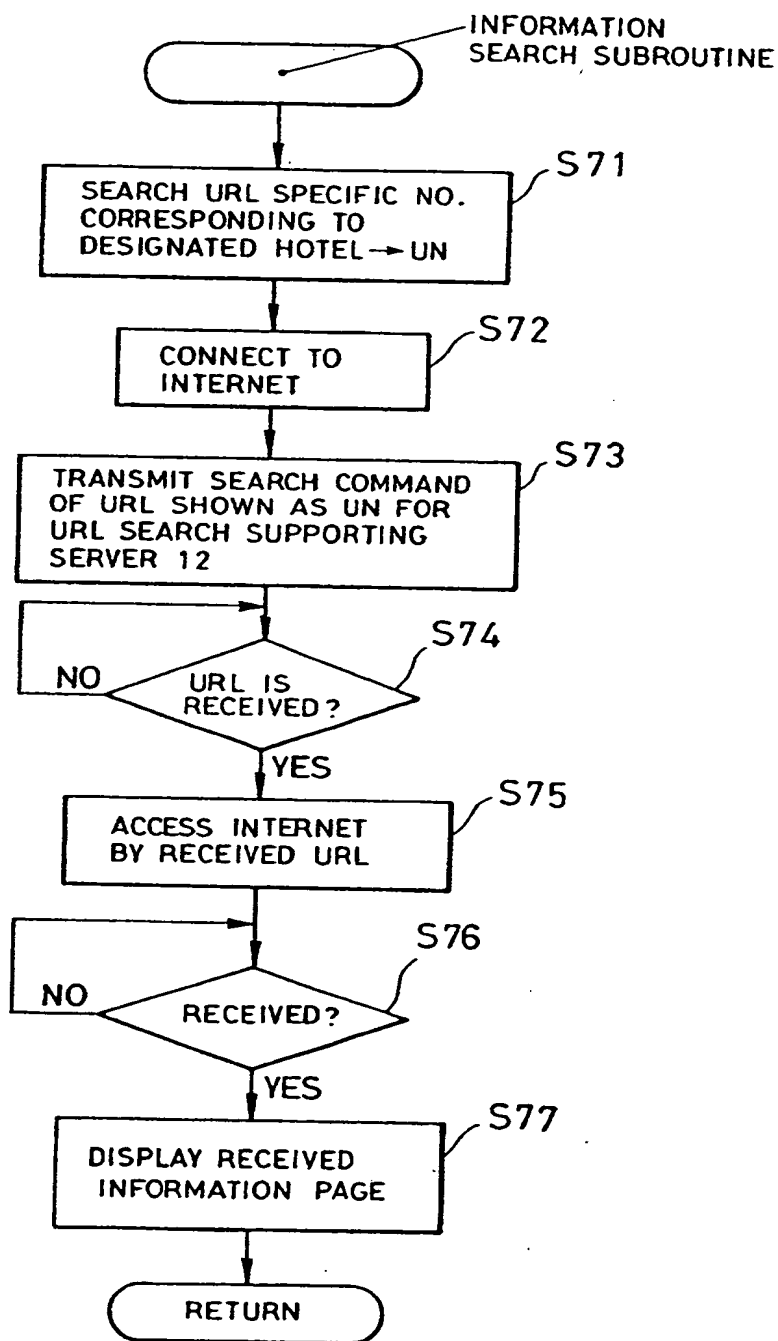 INFORMATION
SEARCH SUBROUTINE
S71
SEARCH URL SPECIFIC NO.
CORRESPONDING TO
DESIGNATED HOTEL → UN
S72
CONNECT TO
INTERNET
S73
TRANSMIT SEARCH COMMAND
OF URL SHOWN AS UN FOR
URL SEARCH SUPPORTING
SERVER 12
S74
NO
URL IS
RECEIVED?
YES
S75
ACCESS INTERNET
BY RECEIVED URL
S76
NO
RECEIVED?
YES
S77
DISPLAY RECEIVED
INFORMATION PAGE
RETURN